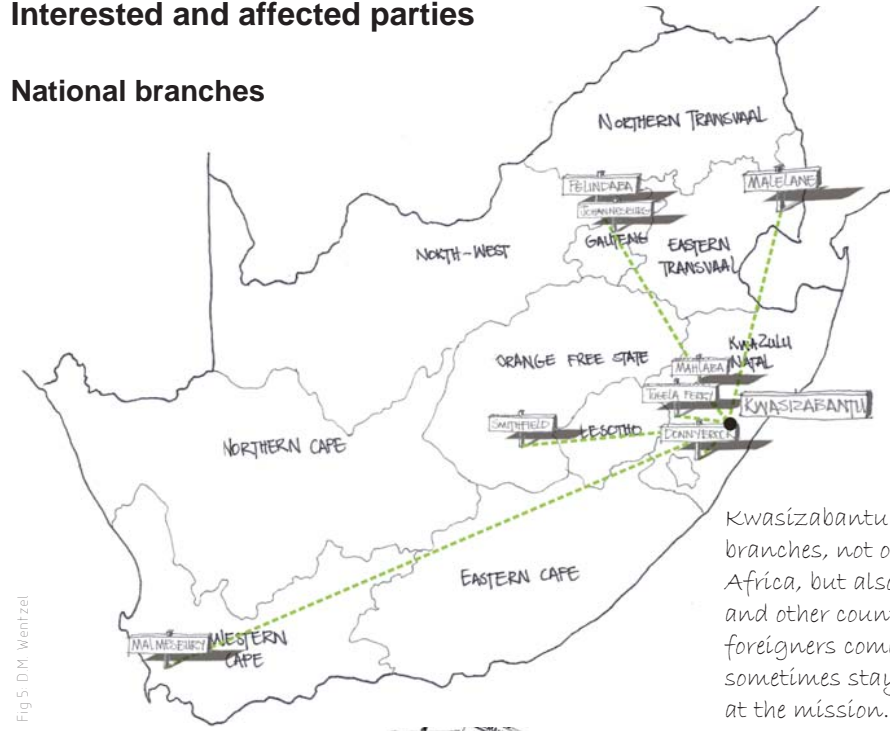 Interested and affected parties
National branches
NORTHERN TRANSVAAL
PELINDABA
MALELANE
JOHANNESBURG
GAUTENG
NORTH-WEST
EASTERN
TRANSVAAL
KWAZULU
NATAL
ORANGE FREE STATE
MAHLABA
TUGELA FERRY
KWASIZABANTU
SMITHFIELD
LESOTHO
DONNYBROOK
NORTHERN CAPE
Kwasizabantu
branches, not o
Africa, but also
and other coun
foreigners com
sometimes stay
at the mission.
EASTERN CAPE
MALMESBURY
WESTERN
CAPE
Fig 5: D M Wentzel